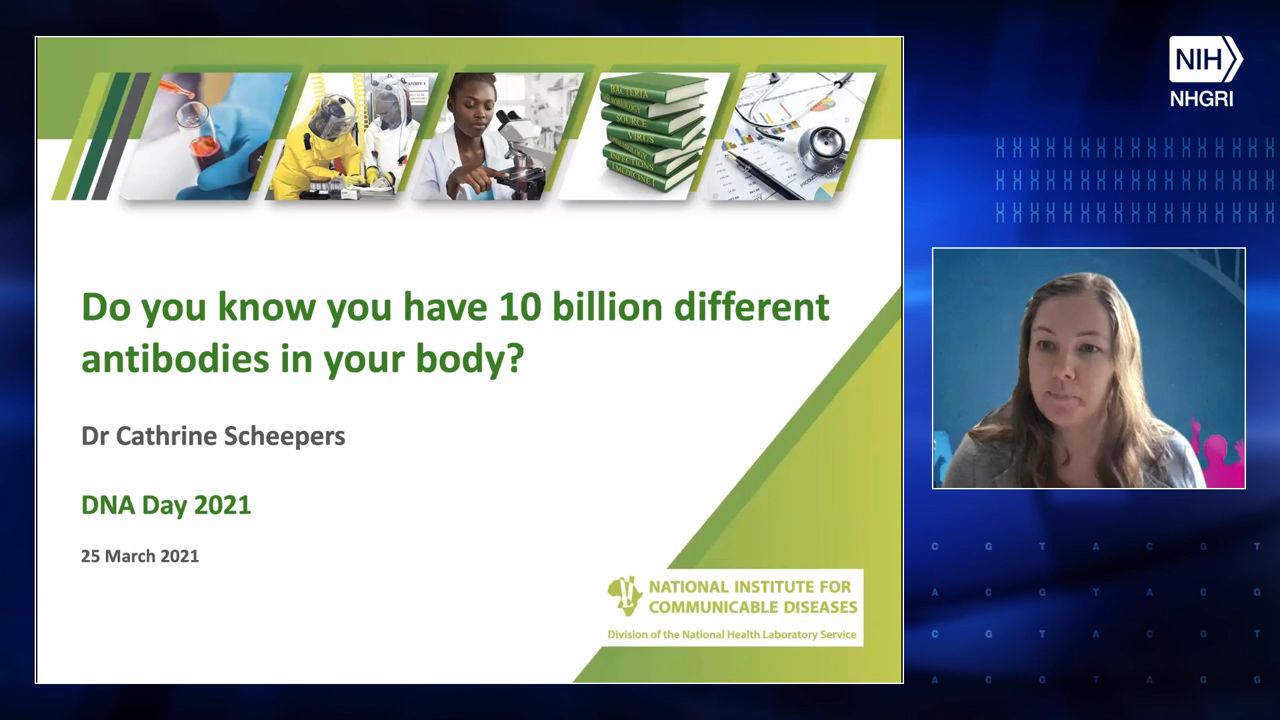 NIH
NHGRI
BACTERIA
SOURCE
VIRUS
INFECTIONS
MEDICINE
Do you know you have 10 billion different
antibodies in your body?
Dr Cathrine Scheepers
DNA Day 2021
25 March 2021
NATIONAL INSTITUTE FOR
COMMUNICABLE DISEASES
Division of the National Health Laboratory Service
C G T A C G T
A C G T A C G
C G T A C G T
A C G T A C G